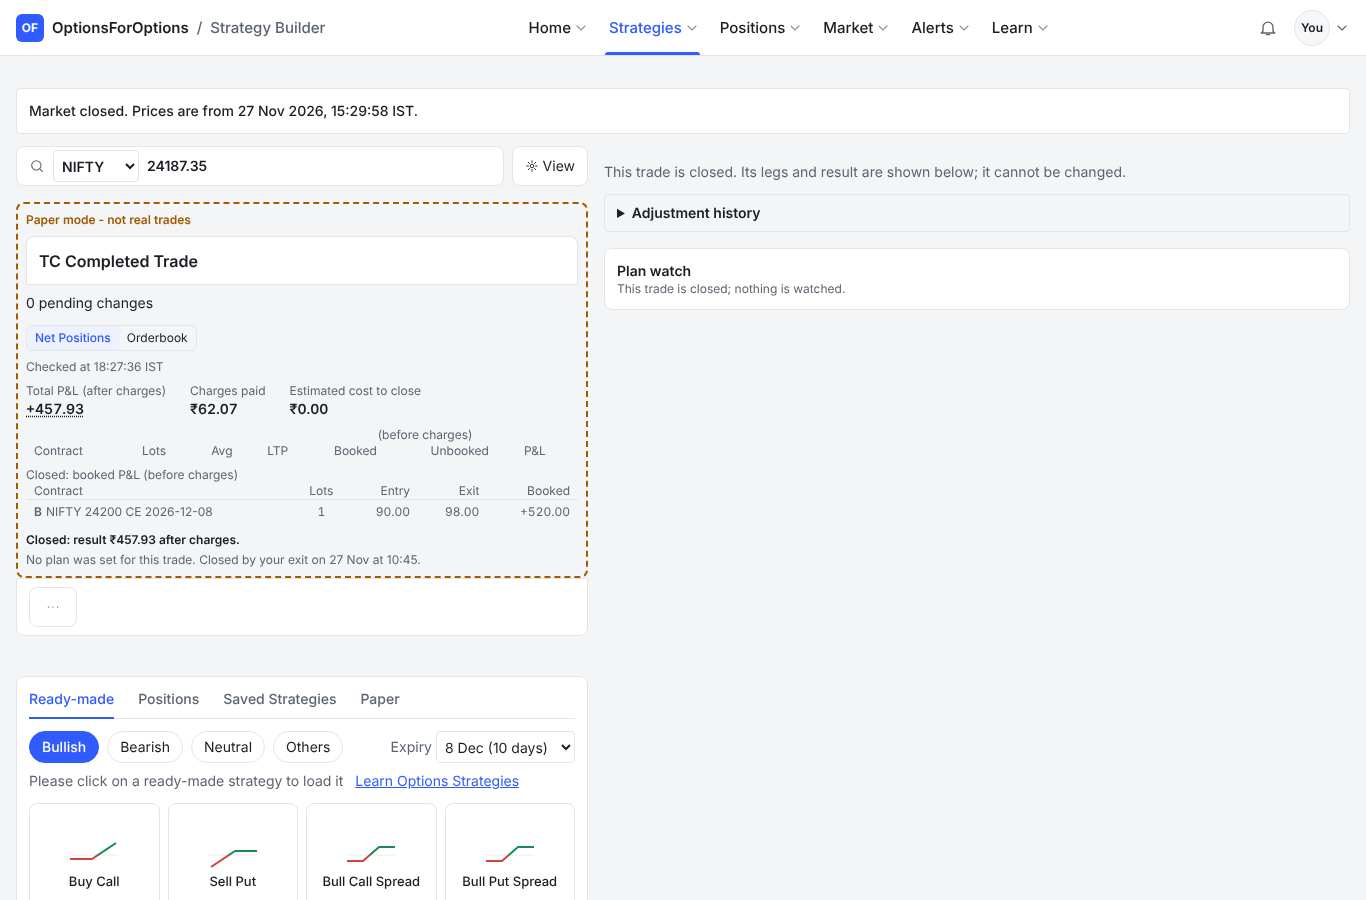 OF OptionsForOptions / Strategy Builder
Home Strategies Positions Market Alerts Learn
You
Market closed. Prices are from 27 Nov 2026, 15:29:58 IST.
NIFTY 24187.35
View
This trade is closed. Its legs and result are shown below; it cannot be changed.
Adjustment history
Plan watch
This trade is closed; nothing is watched.
Paper mode - not real trades
TC Completed Trade
0 pending changes
Net Positions Orderbook
Checked at 18:27:36 IST
Total P&L (after charges) Charges paid Estimated cost to close
+457.93 ₹62.07 ₹0.00
(before charges)
Contract Lots Avg LTP Booked Unbooked P&L
Closed: booked P&L (before charges)
Contract Lots Entry Exit Booked
B NIFTY 24200 CE 2026-12-08 1 90.00 98.00 +520.00
Closed: result ₹457.93 after charges.
No plan was set for this trade. Closed by your exit on 27 Nov at 10:45.
...
Ready-made Positions Saved Strategies Paper
Bullish Bearish Neutral Others Expiry 8 Dec (10 days)
Please click on a ready-made strategy to load it Learn Options Strategies
Buy Call Sell Put Bull Call Spread Bull Put Spread